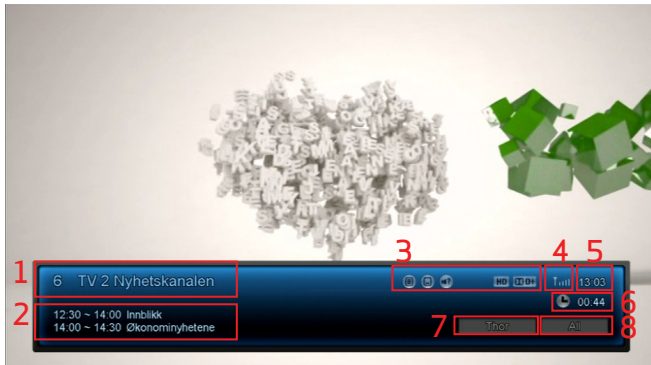 3
4
5
1
6 TV 2 Nyhetskanalen
HD
D+
13:03
6
00:44
2
12:30 ~ 14:00 Innblikk
14:00 ~ 14:30 Økonominyhetene
7
Thor
All
8